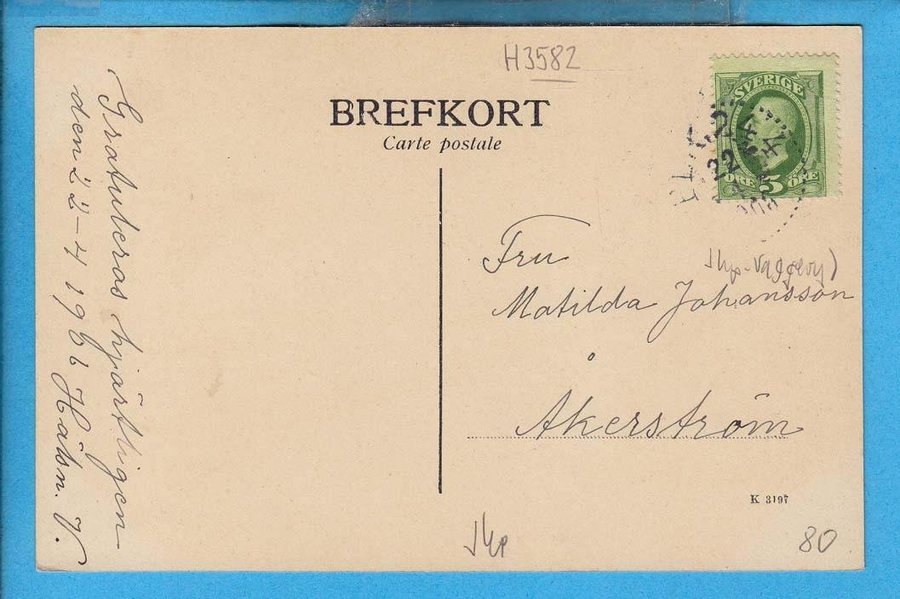 H3582
BREFKORT
Carte postale
SVERIGE
ÖRE 5 ÖRE
22
Fru
Matilda Johansson
Åkerström
K 3197
80
Gratuleras hjärtligen
den 22-4 Hälsn. V.